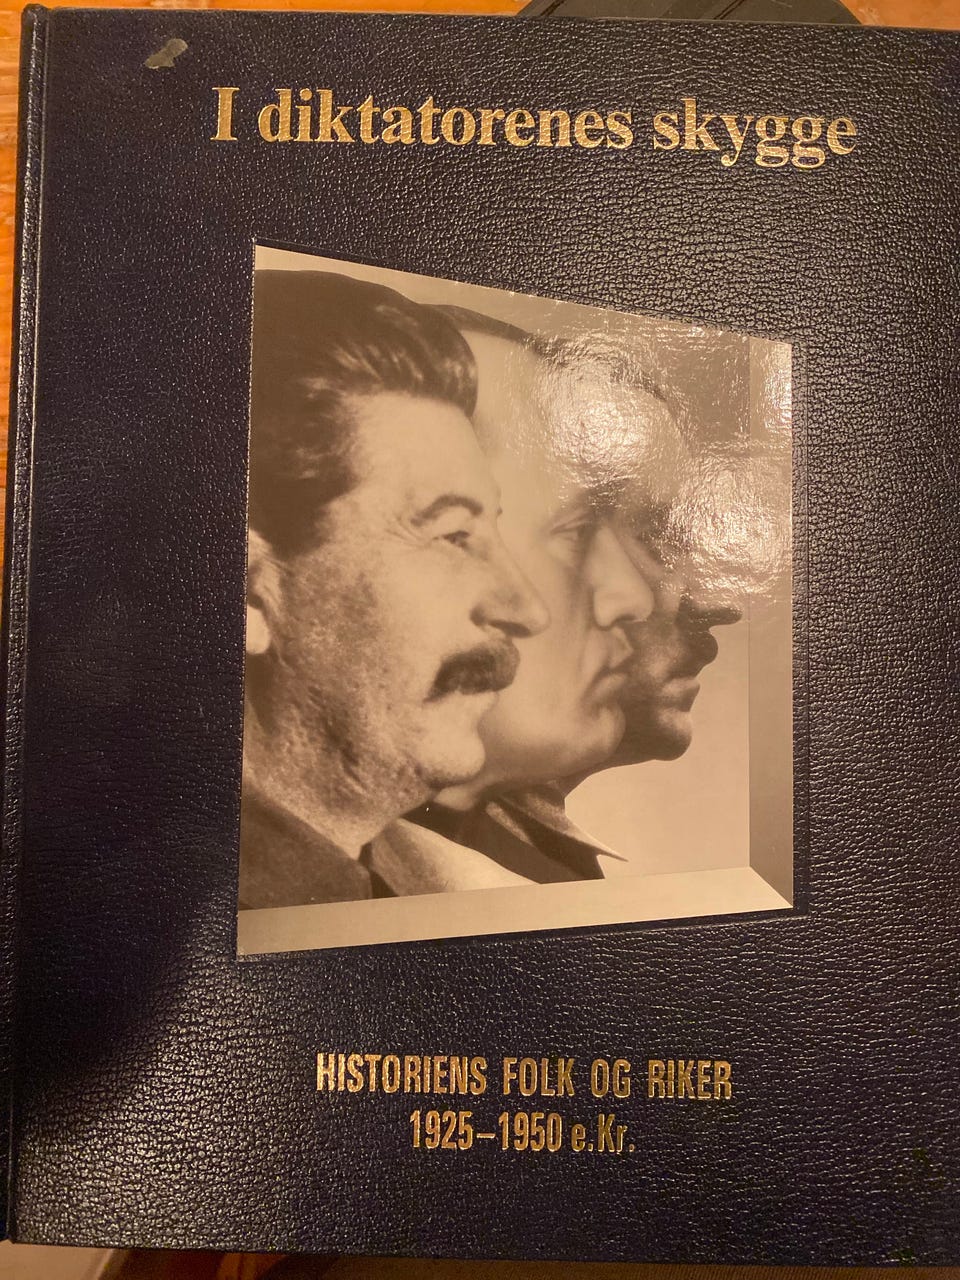 I diktatorenes skygge
HISTORIENS FOLK OG RIKER
1925–1950 e.Kr.